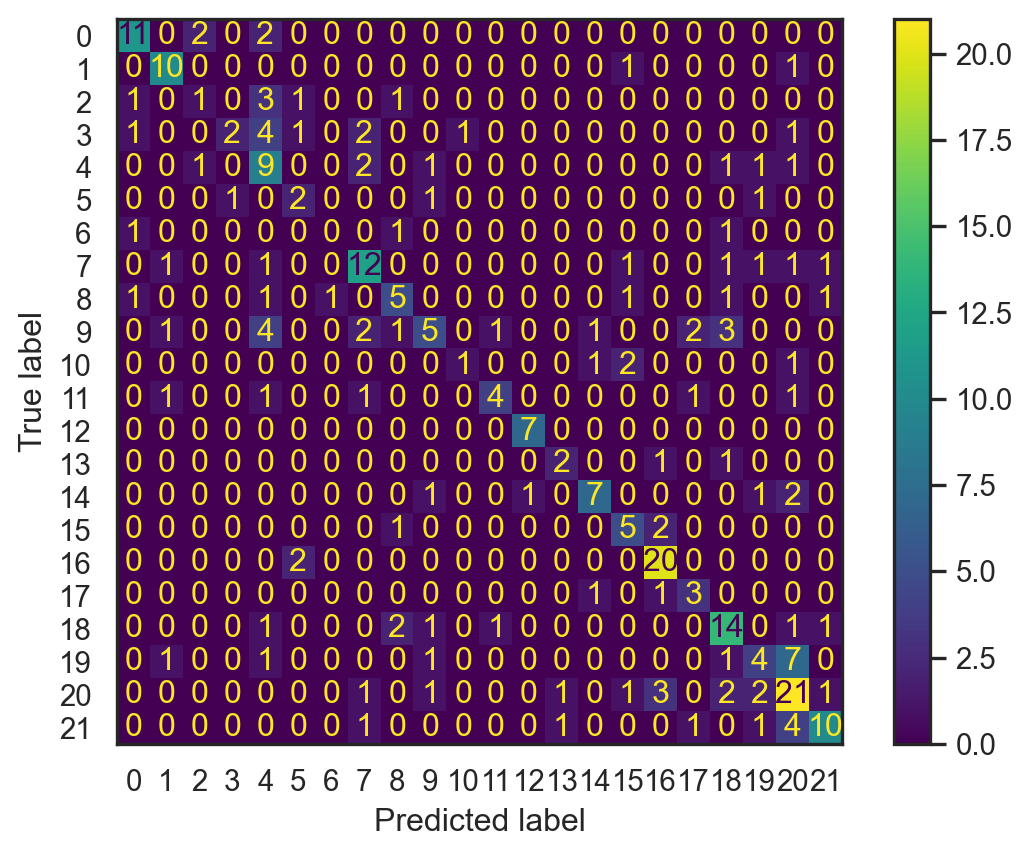 0 11 0 2 0 2 0 0 0 0 0 0 0 0 0 0 0 0 0 0 0 0 0
1 0 10 0 0 0 0 0 0 0 0 0 0 0 0 0 1 0 0 0 0 1 0
2 1 0 1 0 3 1 0 0 1 0 0 0 0 0 0 0 0 0 0 0 0 0
3 1 0 0 2 4 1 0 2 0 0 1 0 0 0 0 0 0 0 0 0 1 0
4 0 0 1 0 9 0 0 2 0 1 0 0 0 0 0 0 0 0 1 1 1 0
5 0 0 0 1 0 2 0 0 0 1 0 0 0 0 0 0 0 0 0 1 0 0
6 1 0 0 0 0 0 0 0 1 0 0 0 0 0 0 0 0 0 1 0 0 0
7 0 1 0 0 1 0 0 12 0 0 0 0 0 0 0 1 0 0 1 1 1 1
8 1 0 0 0 1 0 1 0 5 0 0 0 0 0 0 1 0 0 1 0 0 1
9 0 1 0 0 4 0 0 2 1 5 0 1 0 0 1 0 0 2 3 0 0 0
10 0 0 0 0 0 0 0 0 0 0 1 0 0 0 1 2 0 0 0 0 1 0
11 0 1 0 0 1 0 0 1 0 0 0 4 0 0 0 0 0 1 0 0 1 0
12 0 0 0 0 0 0 0 0 0 0 0 0 7 0 0 0 0 0 0 0 0 0
13 0 0 0 0 0 0 0 0 0 0 0 0 0 2 0 0 1 0 1 0 0 0
14 0 0 0 0 0 0 0 0 0 1 0 0 1 0 7 0 0 0 0 1 2 0
15 0 0 0 0 0 0 0 0 1 0 0 0 0 0 0 5 2 0 0 0 0 0
16 0 0 0 0 0 2 0 0 0 0 0 0 0 0 0 0 20 0 0 0 0 0
17 0 0 0 0 0 0 0 0 0 0 0 0 0 0 1 0 1 3 0 0 0 0
18 0 0 0 0 1 0 0 0 2 1 0 1 0 0 0 0 0 0 14 0 1 1
19 0 1 0 0 1 0 0 0 0 1 0 0 0 0 0 0 0 0 1 4 7 0
20 0 0 0 0 0 0 0 1 0 1 0 0 0 1 0 1 3 0 2 2 21 1
21 0 0 0 0 0 0 0 1 0 0 0 0 0 1 0 0 0 1 0 1 4 10
0 1 2 3 4 5 6 7 8 9 10 11 12 13 14 15 16 17 18 19 20 21
Predicted label
True label
20.0
17.5
15.0
12.5
10.0
7.5
5.0
2.5
0.0